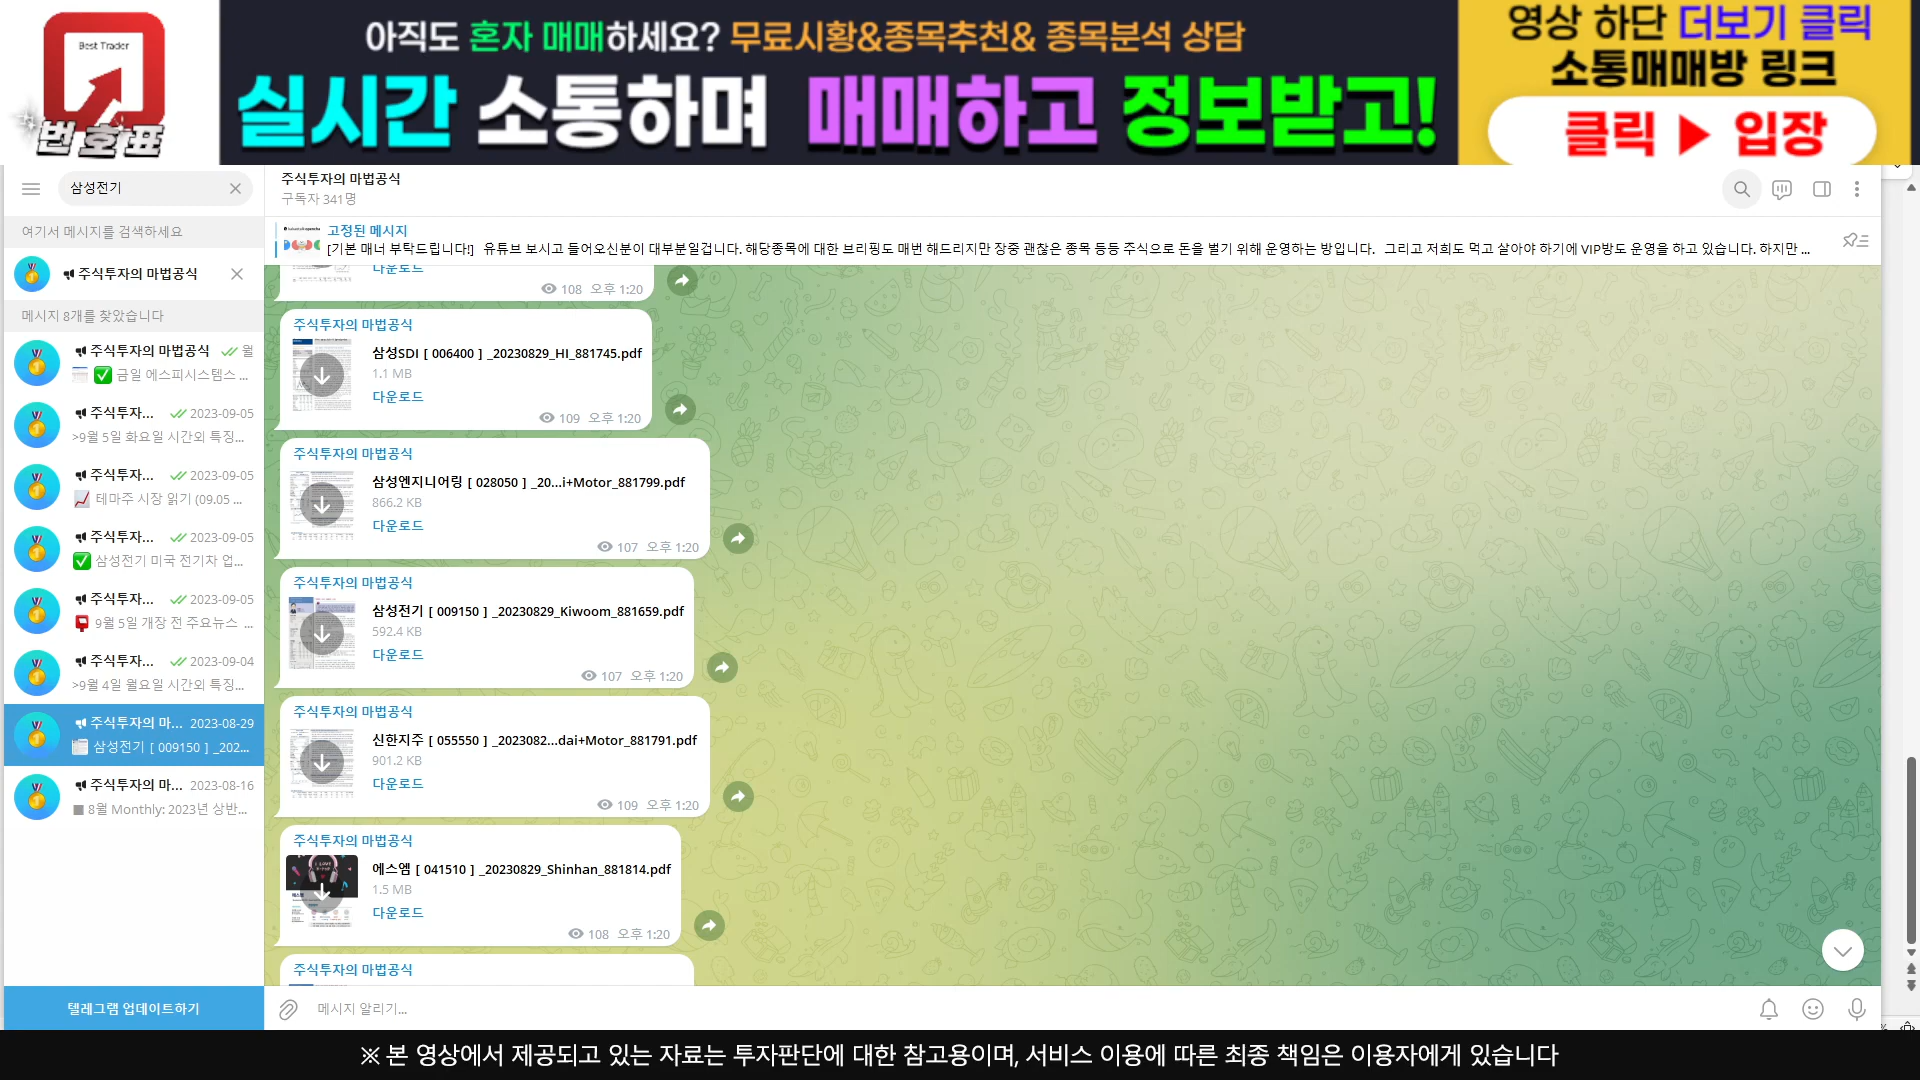 Best Trader
번호표
아직도 혼자 매매하세요? 무료시황&종목추천& 종목분석 상담
실시간 소통하며 매매하고 정보받고!
영상 하단 더보기 클릭
소통매매방 링크
클릭 ▶ 입장
삼성전기
여기서 메시지를 검색하세요
주식투자의 마법공식
메시지 8개를 찾았습니다
주식투자의 마법공식 월
금일 에스피시스템스 ...
주식투자... 2023-09-05
>9월 5일 화요일 시간외 특징...
주식투자... 2023-09-05
테마주 시장 읽기 (09.05 ...
주식투자... 2023-09-05
삼성전기 미국 전기차 업...
주식투자... 2023-09-05
9월 5일 개장 전 주요뉴스 ...
주식투자... 2023-09-04
>9월 4일 월요일 시간외 특징...
주식투자의 마... 2023-08-29
삼성전기 [ 009150 ] _202...
주식투자의 마... 2023-08-16
■ 8월 Monthly: 2023년 상반...
텔레그램 업데이트하기
주식투자의 마법공식
구독자 341명
고정된 메시지
[기본 매너 부탁드립니다!] 유튜브 보시고 들어오신분이 대부분일겁니다. 해당종목에 대한 브리핑도 매번 해드리지만 장중 괜찮은 종목 등등 주식으로 돈을 벌기 위해 운영하는 방입니다. 그리고 저희도 먹고 살아야 하기에 VIP방도 운영을 하고 있습니다. 하지만 ...
다운로드
108 오후 1:20
주식투자의 마법공식
삼성SDI [ 006400 ] _20230829_HI_881745.pdf
1.1 MB
다운로드
109 오후 1:20
주식투자의 마법공식
삼성엔지니어링 [ 028050 ] _20...i+Motor_881799.pdf
866.2 KB
다운로드
107 오후 1:20
주식투자의 마법공식
삼성전기 [ 009150 ] _20230829_Kiwoom_881659.pdf
592.4 KB
다운로드
107 오후 1:20
주식투자의 마법공식
신한지주 [ 055550 ] _2023082...dai+Motor_881791.pdf
901.2 KB
다운로드
109 오후 1:20
주식투자의 마법공식
에스엠 [ 041510 ] _20230829_Shinhan_881814.pdf
1.5 MB
다운로드
108 오후 1:20
주식투자의 마법공식
메시지 알리기...
※ 본 영상에서 제공되고 있는 자료는 투자판단에 대한 참고용이며, 서비스 이용에 따른 최종 책임은 이용자에게 있습니다